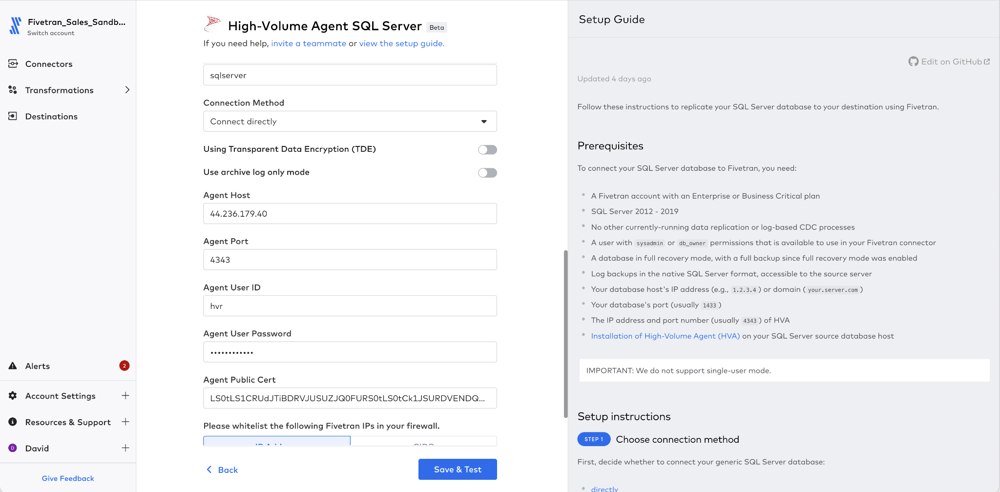 Fivetran_Sales_Sandb...
Switch account
Connectors
Transformations
Destinations
Alerts
2
Account Settings
Resources & Support
D
David
Give Feedback
High-Volume Agent SQL Server
Beta
If you need help, invite a teammate or view the setup guide.
sqlserver
Connection Method
Connect directly
Using Transparent Data Encryption (TDE)
Use archive log only mode
Agent Host
44.236.179.40
Agent Port
4343
Agent User ID
hvr
Agent User Password
••••••••••••
Agent Public Cert
LS0tLS1CRUdJTiBDRVJUSUZJQ0FURS0tLS0tCk1JSURDVENDQ...
Please whitelist the following Fivetran IPs in your firewall.
Back
Save & Test
Setup Guide
Edit on GitHub
Updated 4 days ago
Follow these instructions to replicate your SQL Server database to your destination using Fivetran.
Prerequisites
To connect your SQL Server database to Fivetran, you need:
• A Fivetran account with an Enterprise or Business Critical plan
• SQL Server 2012 - 2019
• No other currently-running data replication or log-based CDC processes
• A user with sysadmin or db_owner permissions that is available to use in your Fivetran connector
• A database in full recovery mode, with a full backup since full recovery mode was enabled
• Log backups in the native SQL Server format, accessible to the source server
• Your database host's IP address (e.g., 1.2.3.4 ) or domain ( your.server.com )
• Your database's port (usually 1433 )
• The IP address and port number (usually 4343 ) of HVA
• Installation of High-Volume Agent (HVA) on your SQL Server source database host
IMPORTANT: We do not support single-user mode.
Setup instructions
STEP 1
Choose connection method
First, decide whether to connect your generic SQL Server database:
• directly